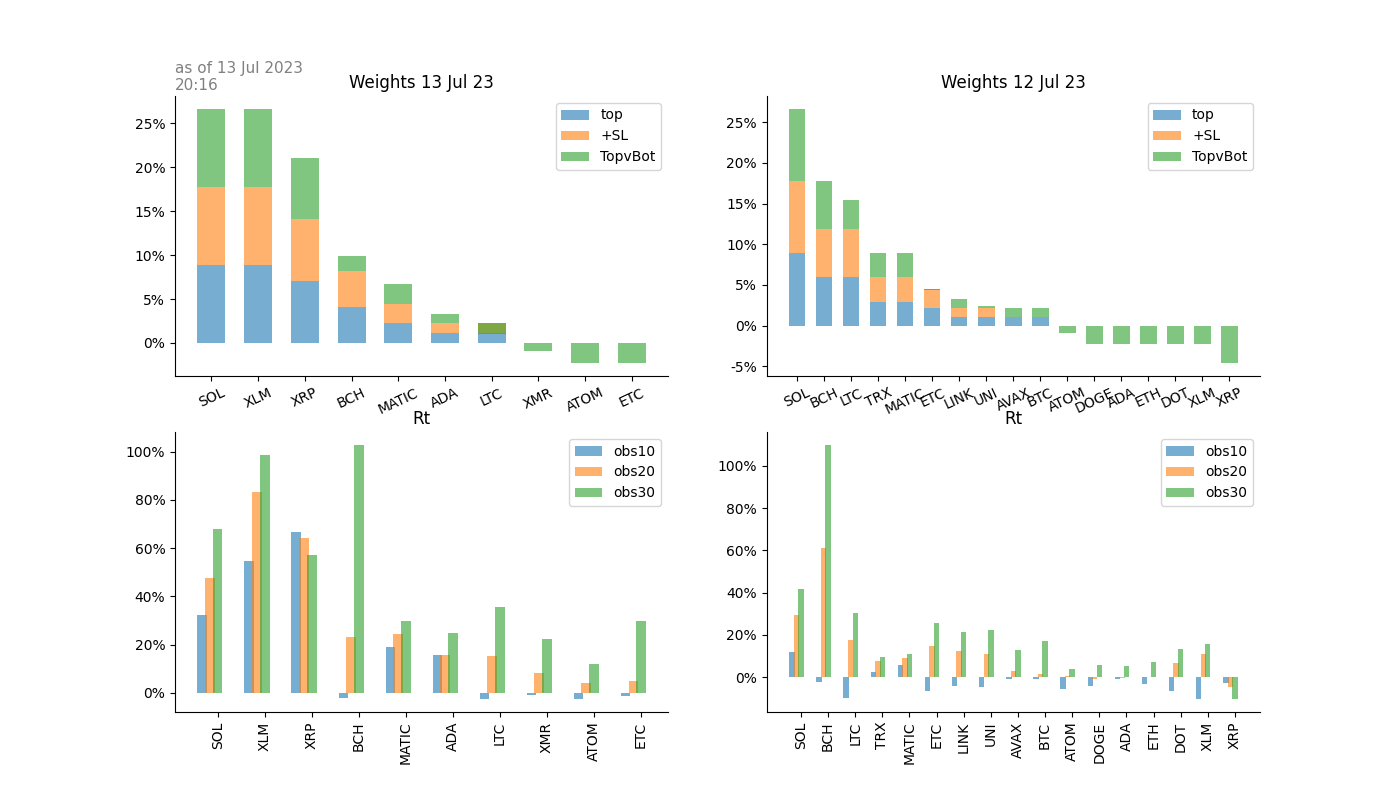 as of 13 Jul 2023
20:16
Weights 13 Jul 23
25%
20%
15%
10%
5%
0%
top
+SL
TopvBot
SOL XLM XRP BCH MATIC ADA LTC XMR ATOM ETC
Weights 12 Jul 23
25%
20%
15%
10%
5%
0%
-5%
top
+SL
TopvBot
SOL BCH LTC TRX MATIC ETC LINK UNI AVAX BTC ATOM DOGE ADA ETH DOT XLM XRP
Rt
100%
80%
60%
40%
20%
0%
obs10
obs20
obs30
SOL XLM XRP BCH MATIC ADA LTC XMR ATOM ETC
Rt
100%
80%
60%
40%
20%
0%
obs10
obs20
obs30
SOL BCH LTC TRX MATIC ETC LINK UNI AVAX BTC ATOM DOGE ADA ETH DOT XLM XRP